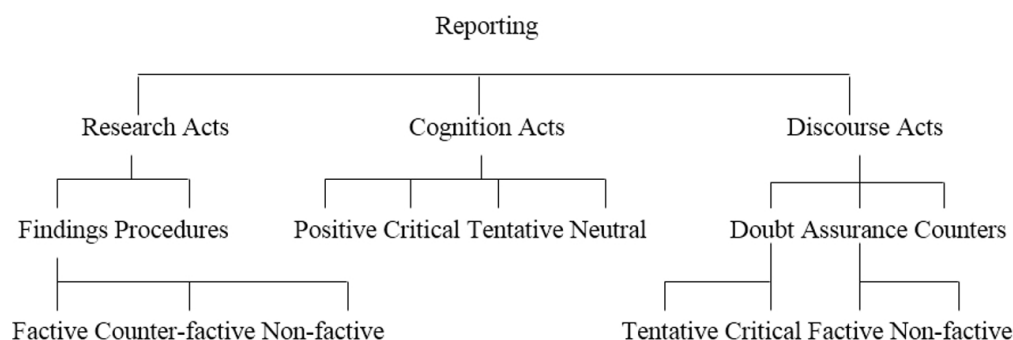 Reporting
Research Acts Cognition Acts Discourse Acts
Findings Procedures Positive Critical Tentative Neutral Doubt Assurance Counters
Factive Counter-factive Non-factive Tentative Critical Factive Non-factive